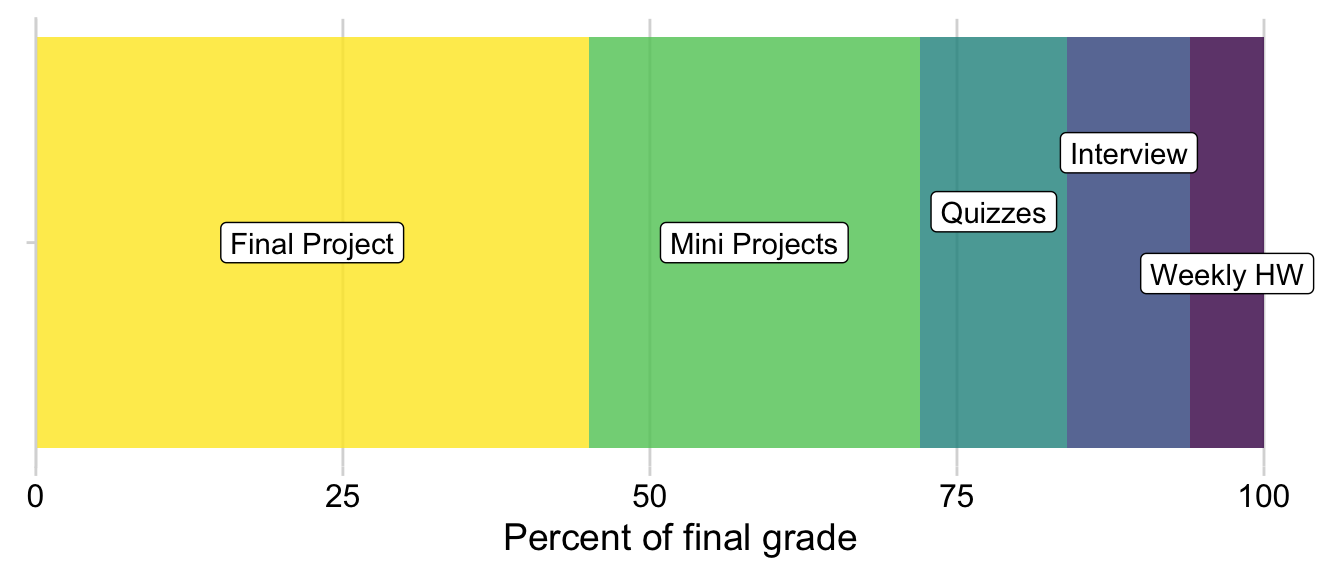 Interview
Quizzes
Final Project
Mini Projects
Weekly HW
0 25 50 75 100
Percent of final grade